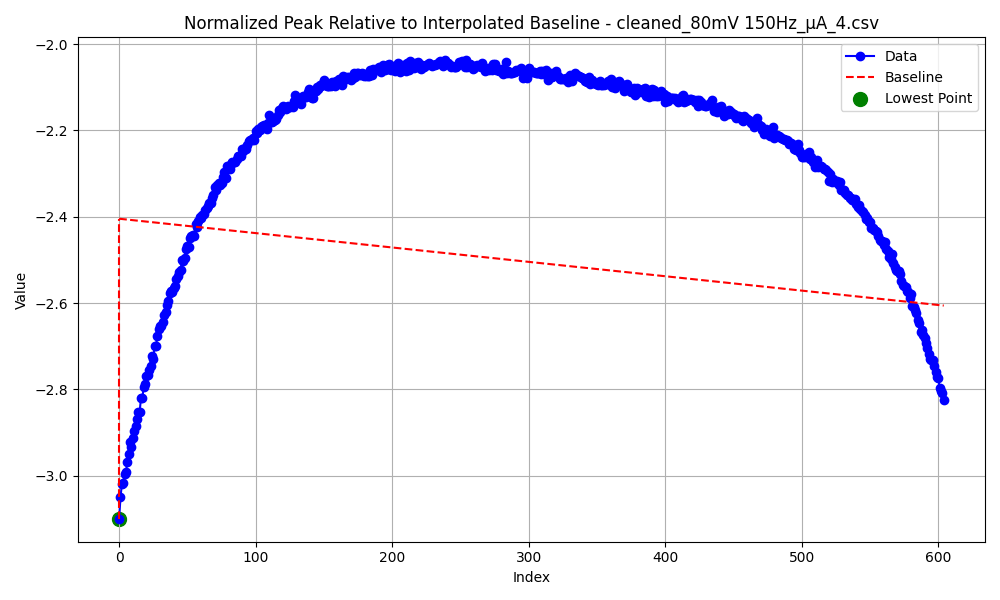 Normalized Peak Relative to Interpolated Baseline - cleaned_80mV 150Hz_μA_4.csv
Data
Baseline
Lowest Point
−2.0
−2.2
−2.4
−2.6
−2.8
−3.0
Value
0 100 200 300 400 500 600
Index